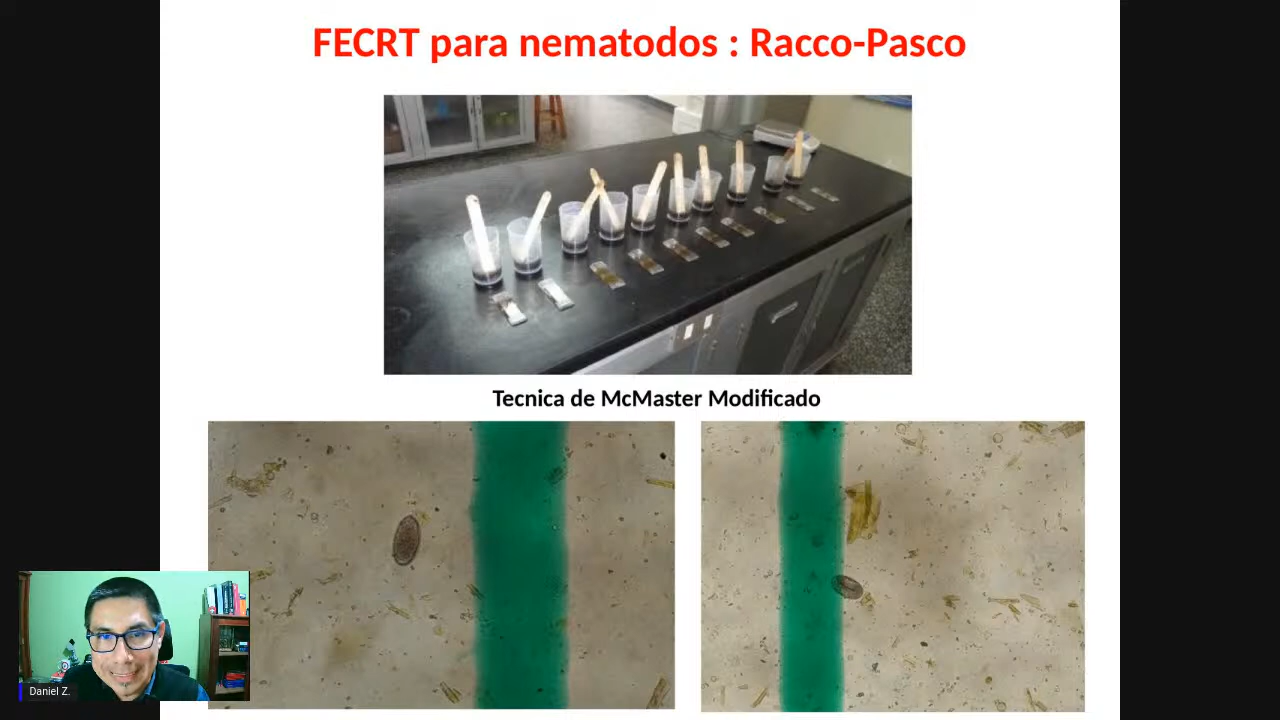 FECRT para nematodos : Racco-Pasco
Tecnica de McMaster Modificado
Daniel Z.